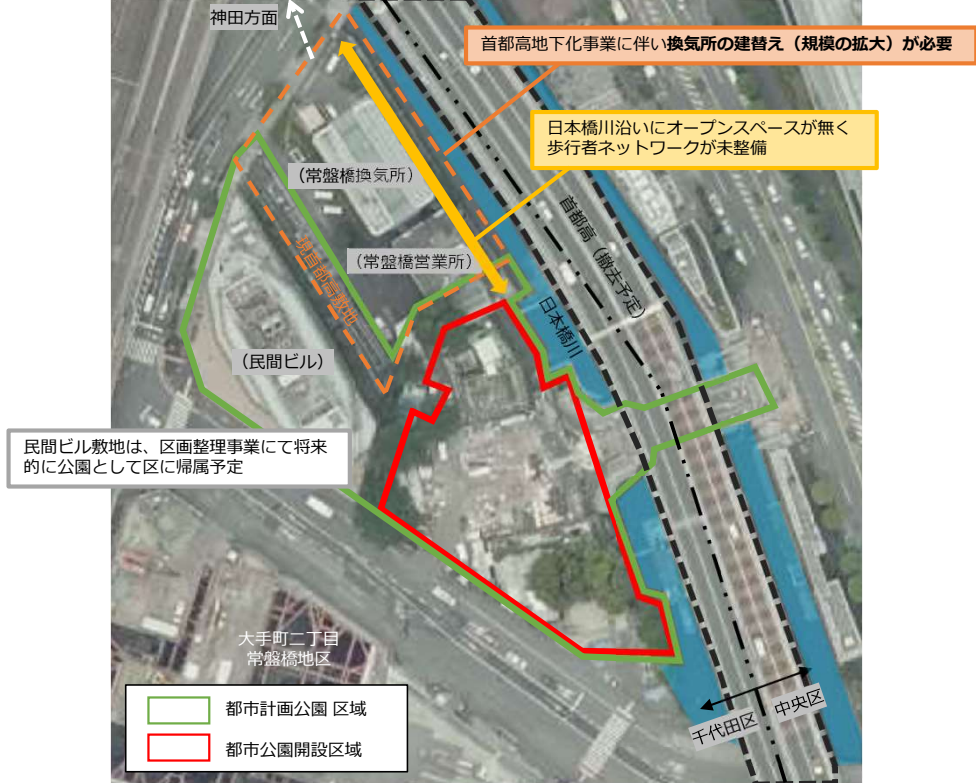 神田方面
首都高地下化事業に伴い換気所の建替え（規模の拡大）が必要
日本橋川沿いにオープンスペースが無く
歩行者ネットワークが未整備
（常盤橋換気所）
首都高（撤去予定）
（常盤橋営業所）
現首都高敷地
日本橋川
（民間ビル）
民間ビル敷地は、区画整理事業にて将来
的に公園として区に帰属予定
大手町二丁目
常盤橋地区
中央区
千代田区
都市計画公園 区域
都市公園開設区域